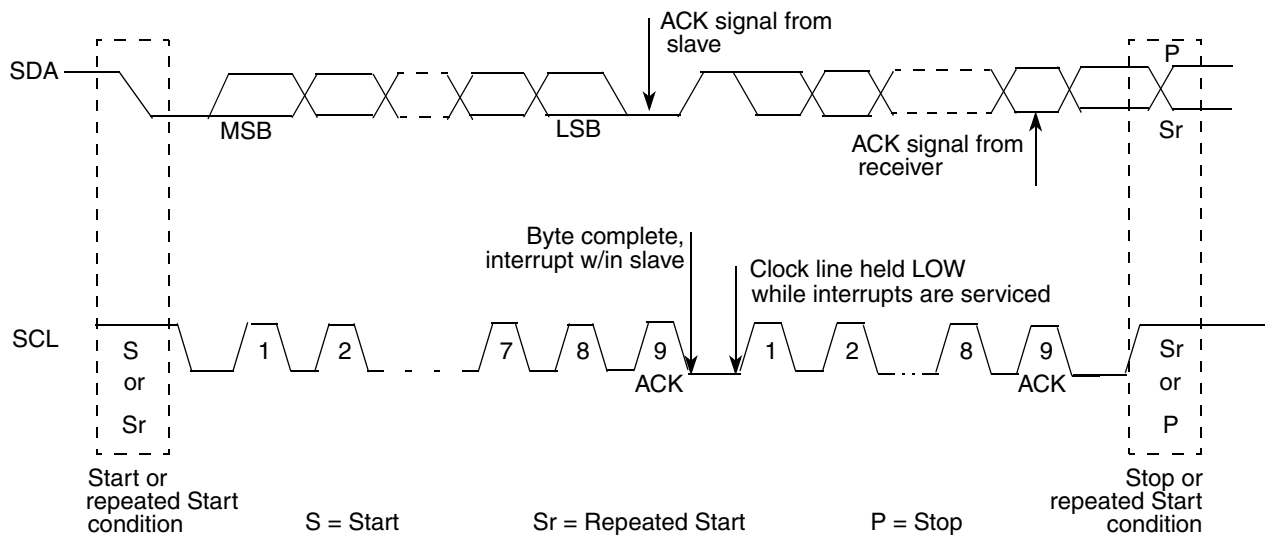 ACK signal from
slave
SDA
MSB
LSB
P
Sr
ACK signal from
receiver
Byte complete,
interrupt w/in slave
Clock line held LOW
while interrupts are serviced
SCL
S
or
Sr
1
2
7
8
9
ACK
1
2
8
9
ACK
Sr
or
P
Start or
repeated Start
condition
Stop or
repeated Start
condition
S = Start
Sr = Repeated Start
P = Stop